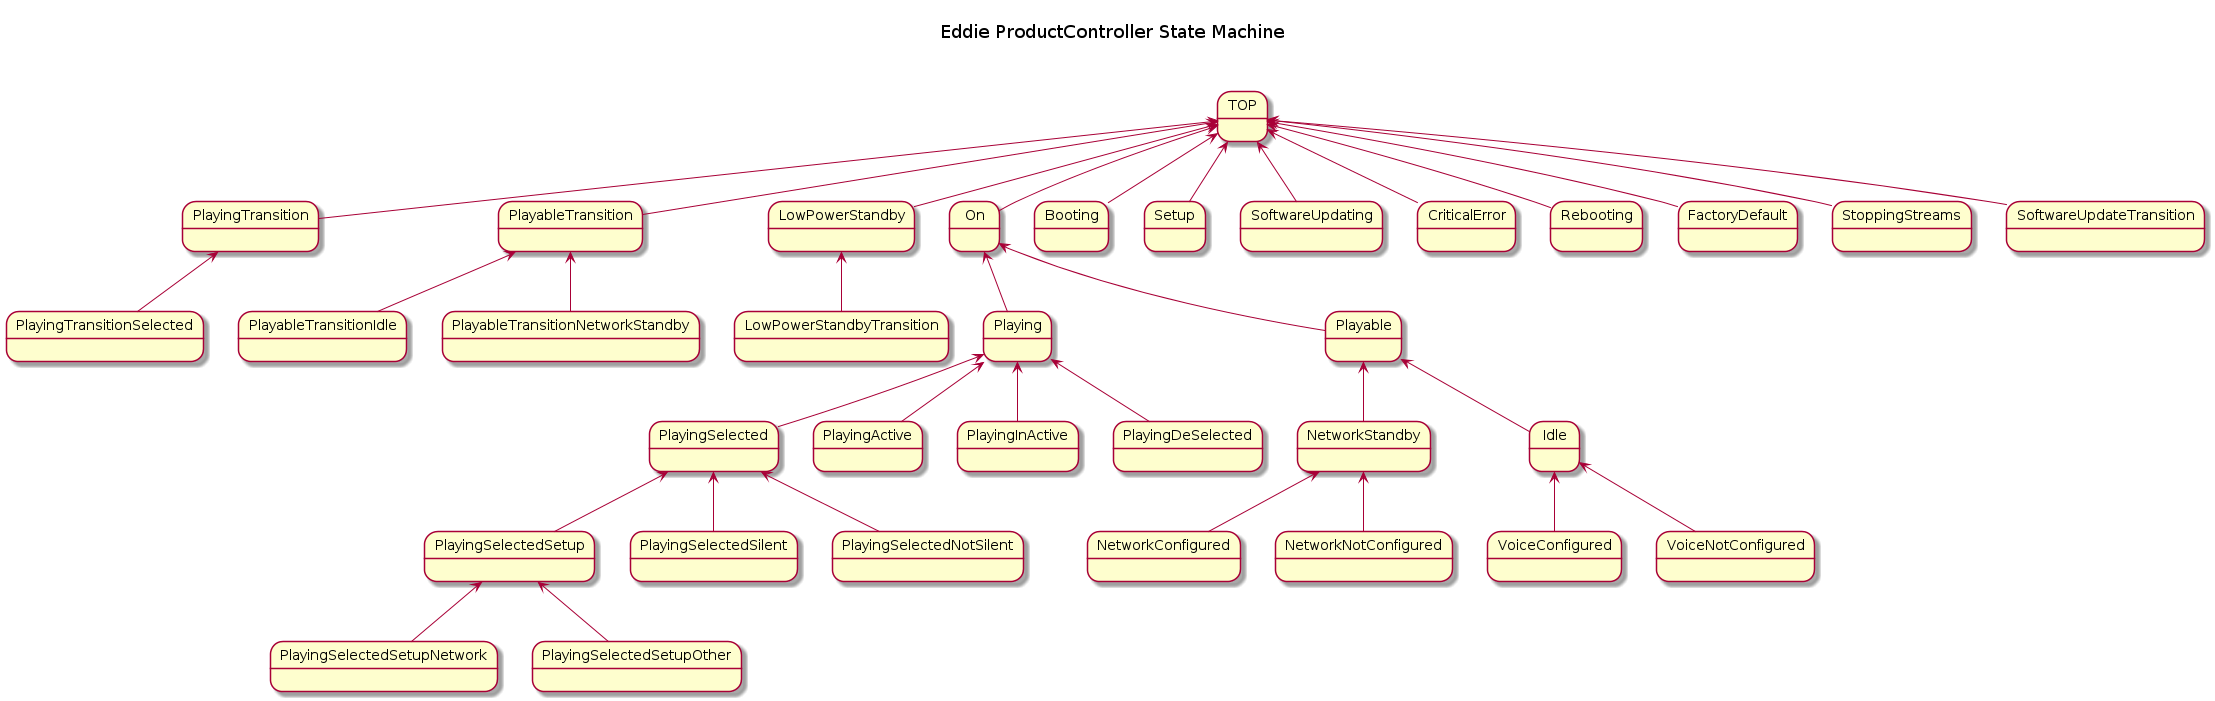 Eddie ProductController State Machine
TOP
PlayingTransition
PlayableTransition
LowPowerStandby
On
Booting
Setup
SoftwareUpdating
CriticalError
Rebooting
FactoryDefault
StoppingStreams
SoftwareUpdateTransition
PlayingTransitionSelected
PlayableTransitionIdle
PlayableTransitionNetworkStandby
LowPowerStandbyTransition
Playing
Playable
PlayingSelected
PlayingActive
PlayingInActive
PlayingDeSelected
NetworkStandby
Idle
PlayingSelectedSetup
PlayingSelectedSilent
PlayingSelectedNotSilent
NetworkConfigured
NetworkNotConfigured
VoiceConfigured
VoiceNotConfigured
PlayingSelectedSetupNetwork
PlayingSelectedSetupOther